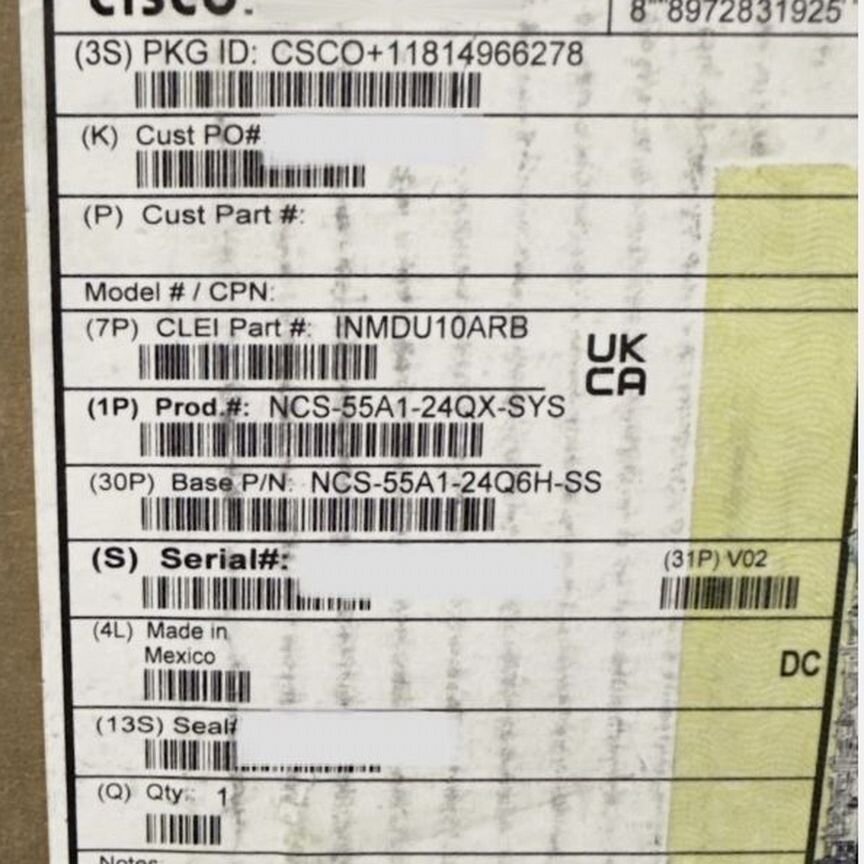 CISCO.
8 8972831925
(3S) PKG ID: CSCO+11814966278
(K) Cust PO#
(P) Cust Part #:
Model # / CPN:
(7P) CLEI Part #: INMDU10ARB
UK
CA
(1P) Prod.#: NCS-55A1-24QX-SYS
(30P) Base P/N: NCS-55A1-24Q6H-SS
(S) Serial#:
(31P) V02
(4L) Made in
Mexico
DC
(13S) Seal#
(Q) Qty: 1
Notes